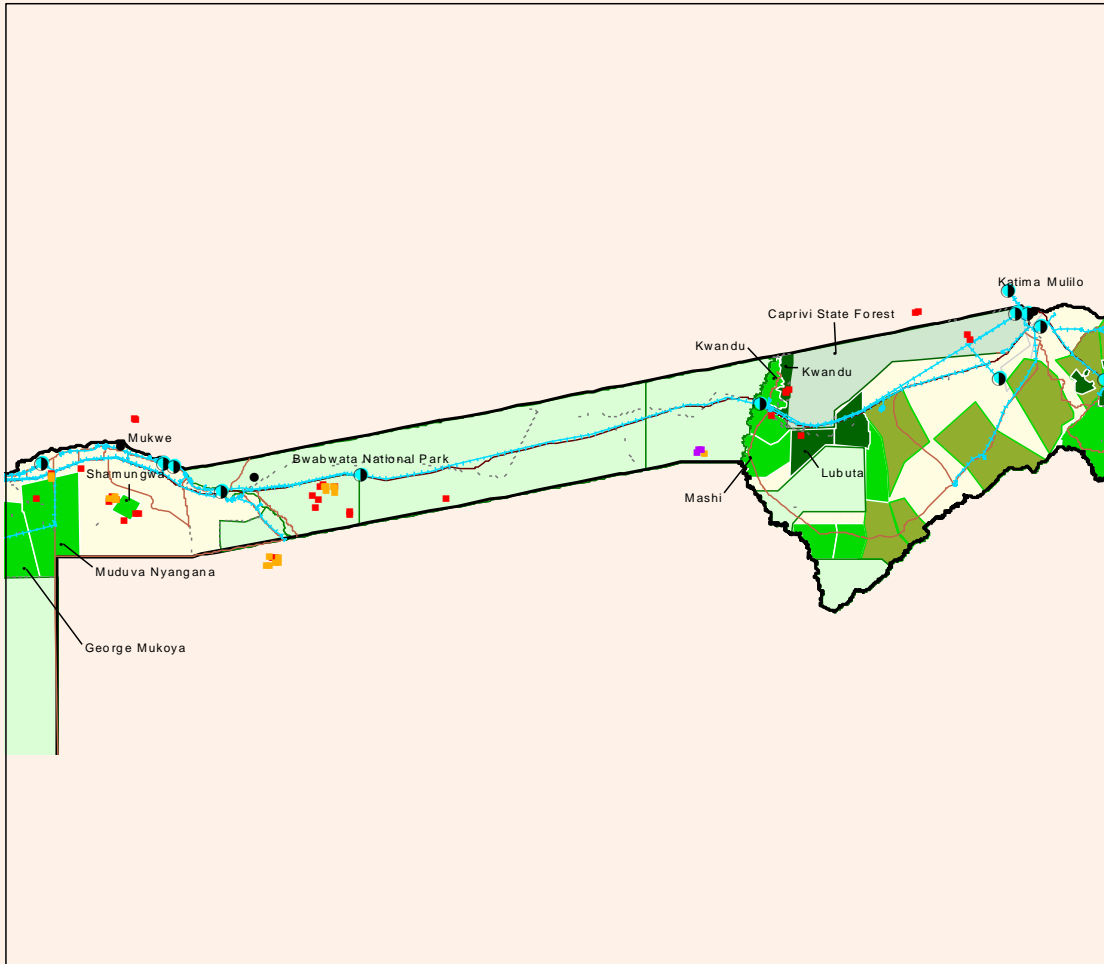 Katima Mulilo
Caprivi State Forest
Kwandu
Kwandu
Mukwe
Bwabwata National Park
Shamungwa
Lubuta
Mashi
Muduva Nyangana
George Mukoya